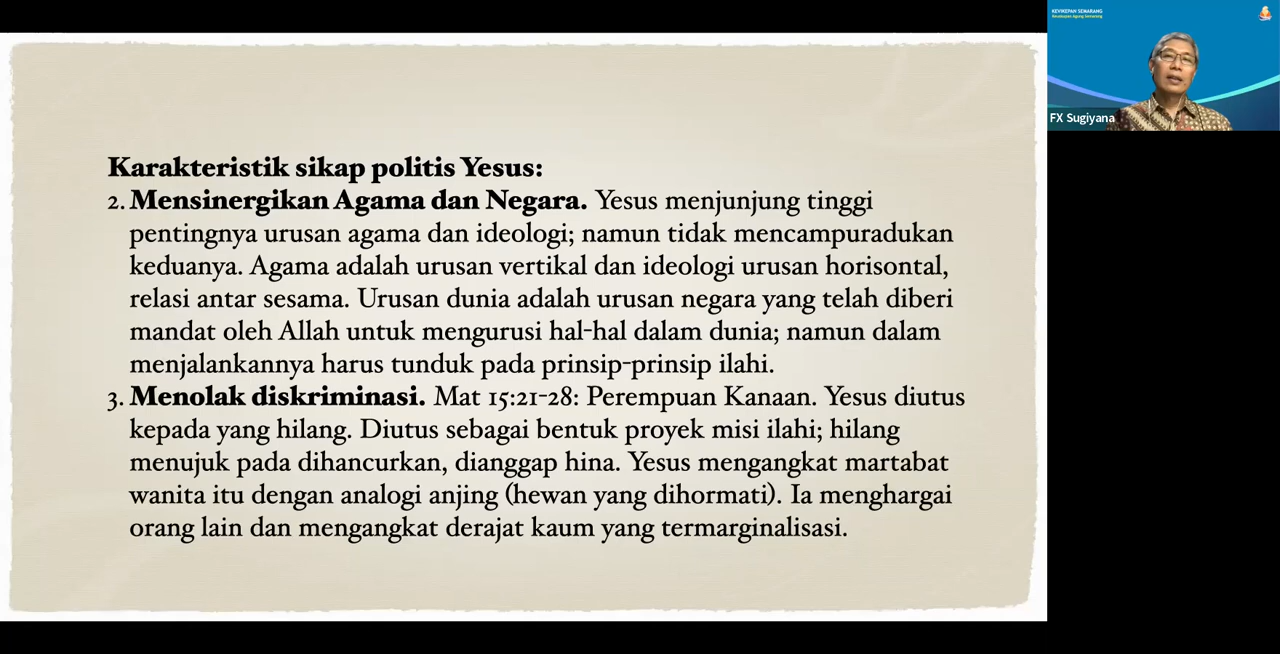 Karakteristik sikap politis Yesus:
2. Mensinergikan Agama dan Negara. Yesus menjunjung tinggi
pentingnya urusan agama dan ideologi; namun tidak mencampuradukan
keduanya. Agama adalah urusan vertikal dan ideologi urusan horisontal,
relasi antar sesama. Urusan dunia adalah urusan negara yang telah diberi
mandat oleh Allah untuk mengurusi hal-hal dalam dunia; namun dalam
menjalankannya harus tunduk pada prinsip-prinsip ilahi.
3. Menolak diskriminasi. Mat 15:21-28: Perempuan Kanaan. Yesus diutus
kepada yang hilang. Diutus sebagai bentuk proyek misi ilahi; hilang
menujuk pada dihancurkan, dianggap hina. Yesus mengangkat martabat
wanita itu dengan analogi anjing (hewan yang dihormati). Ia menghargai
orang lain dan mengangkat derajat kaum yang termarginalisasi.
KEVIKEPAN SEMARANG
Keuskupan Agung Semarang
FX Sugiyana